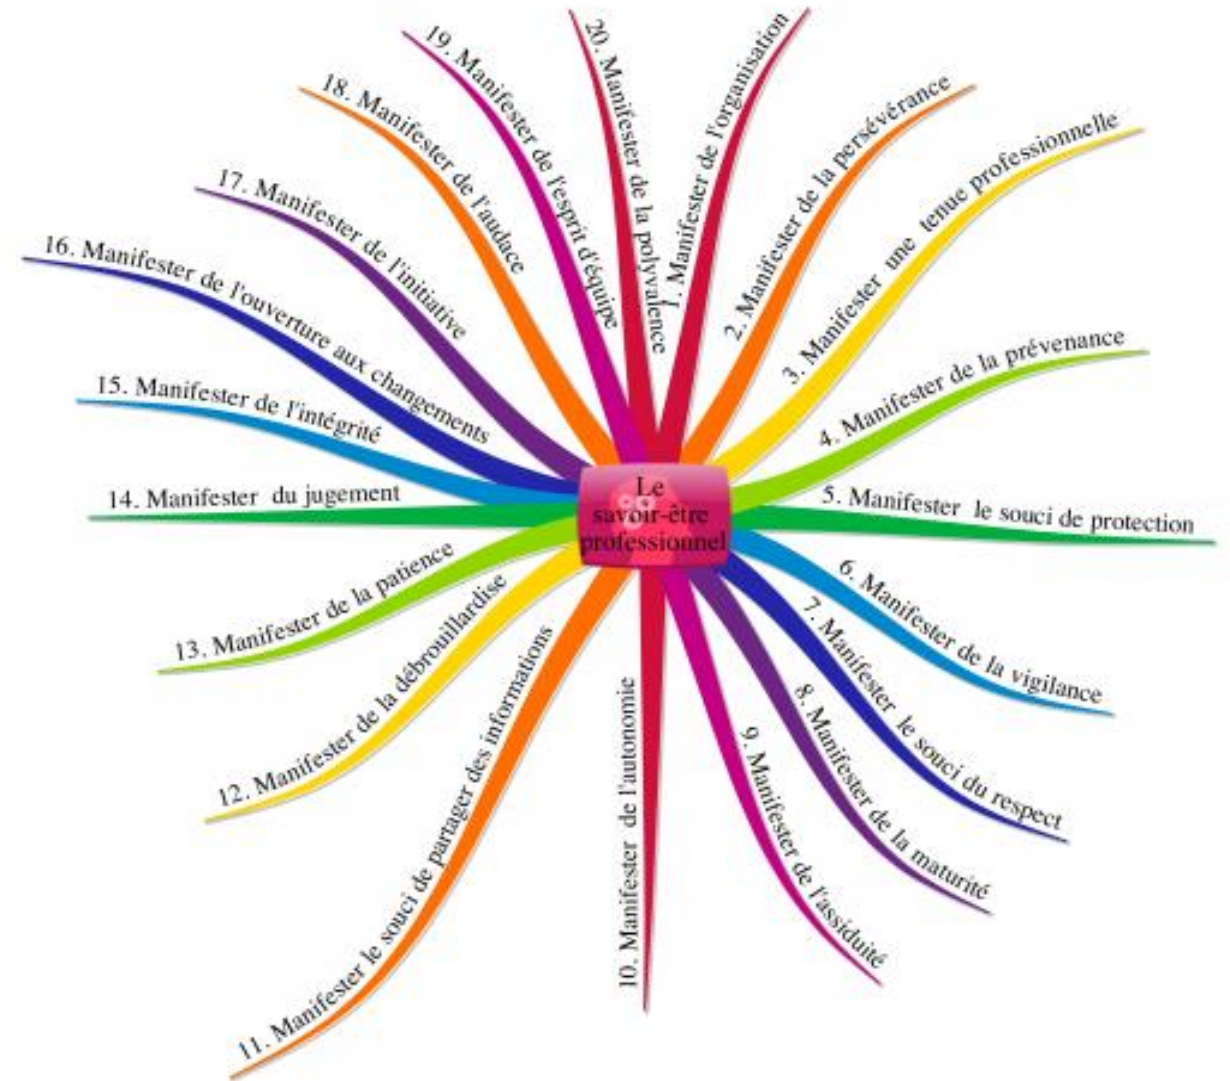 Le
savoir-être
professionnel
1. Manifester de l'organisation
2. Manifester de la persévérance
3. Manifester une tenue professionnelle
4. Manifester de la prévenance
5. Manifester le souci de protection
6. Manifester de la vigilance
7. Manifester le souci du respect
8. Manifester de la maturité
9. Manifester de l'assiduité
10. Manifester de l'autonomie
11. Manifester le souci de partager des informations
12. Manifester de la débrouillardise
13. Manifester de la patience
14. Manifester du jugement
15. Manifester de l'intégrité
16. Manifester de l'ouverture aux changements
17. Manifester de l'initiative
18. Manifester de l'audace
19. Manifester de l'esprit d'équipe
20. Manifester de la polyvalence